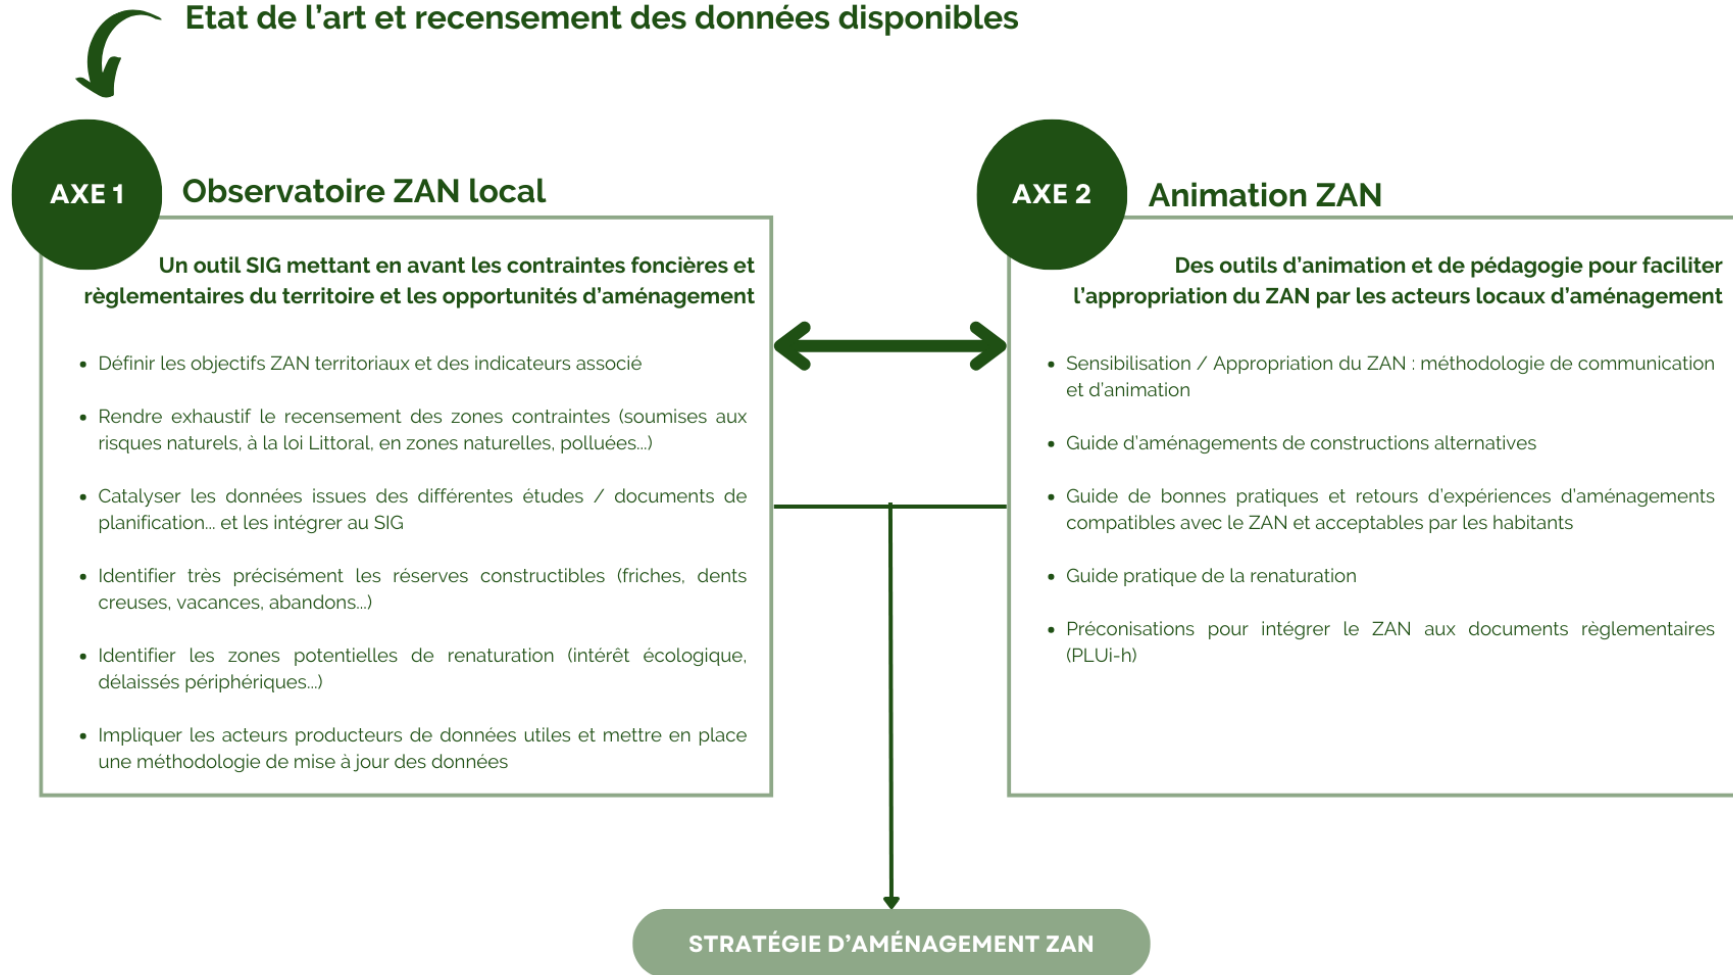 Etat de l'art et recensement des données disponibles
AXE 1
Observatoire ZAN local
Un outil SIG mettant en avant les contraintes foncières et
règlementaires du territoire et les opportunités d'aménagement
• Définir les objectifs ZAN territoriaux et des indicateurs associé
• Rendre exhaustif le recensement des zones contraintes (soumises aux
risques naturels, à la loi Littoral, en zones naturelles, polluées...)
• Catalyser les données issues des différentes études / documents de
planification... et les intégrer au SIG
• Identifier très précisément les réserves constructibles (friches, dents
creuses, vacances, abandons...)
• Identifier les zones potentielles de renaturation (intérêt écologique,
délaissés périphériques...)
• Impliquer les acteurs producteurs de données utiles et mettre en place
une méthodologie de mise à jour des données
AXE 2
Animation ZAN
Des outils d'animation et de pédagogie pour faciliter
l'appropriation du ZAN par les acteurs locaux d'aménagement
• Sensibilisation / Appropriation du ZAN : méthodologie de communication
et d'animation
• Guide d'aménagements de constructions alternatives
• Guide de bonnes pratiques et retours d'expériences d'aménagements
compatibles avec le ZAN et acceptables par les habitants
• Guide pratique de la renaturation
• Préconisations pour intégrer le ZAN aux documents règlementaires
(PLUi-h)
STRATÉGIE D'AMÉNAGEMENT ZAN